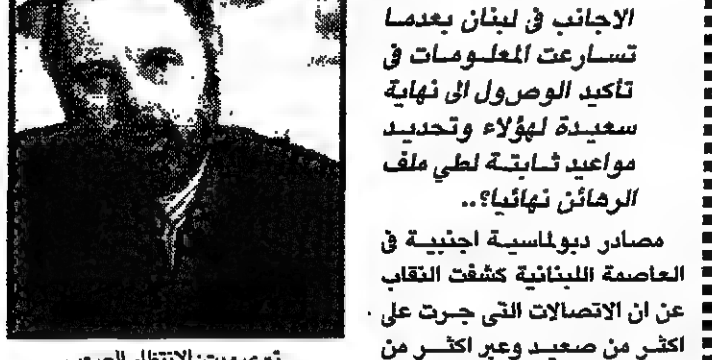 الاجانب في لبنان بعدما
تسارعت المعلومات في
تأكيد الوصول الى نهاية
سعيدة لهؤلاء وتحديد
مواعيد ثابتة لطي ملف
الرهائن نهائيا؟..
مصادر دبولماسية اجنبية في
العاصمة اللبنانية كشفت النقاب
عن ان الاتصالات التي جرت على
اكثر من صعيد وعبر اكثر من
الانتظار